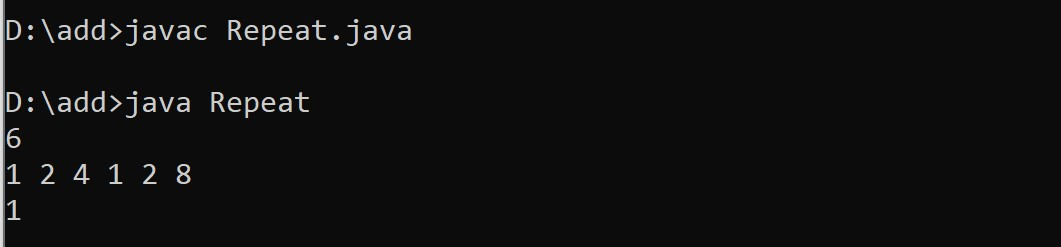 D:\add>javac Repeat.java
D:\add>java Repeat
6
1 2 4 1 2 8
1